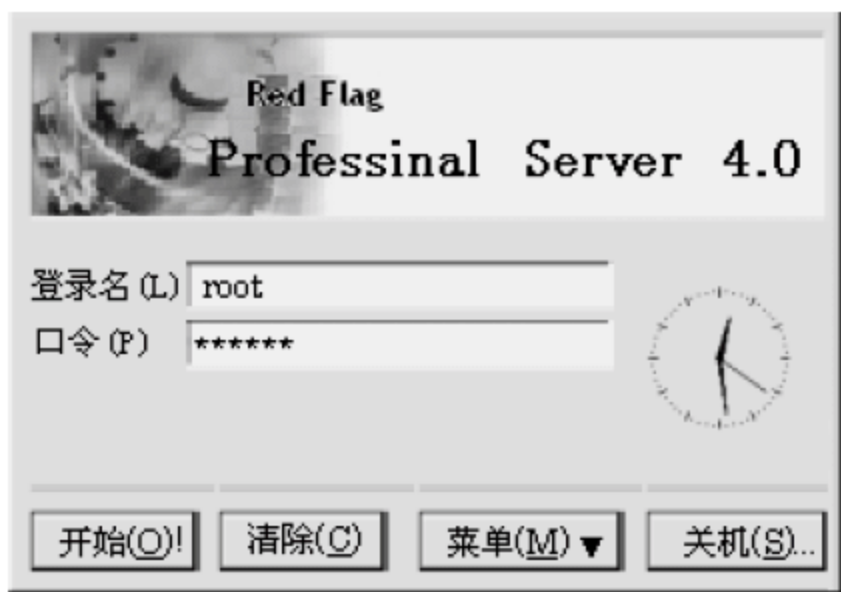 Red Flag
Professinal Server 4.0
登录名(L) root
口令(P) ******
开始(O)! 清除(C) 菜单(M)▼ 关机(S)...